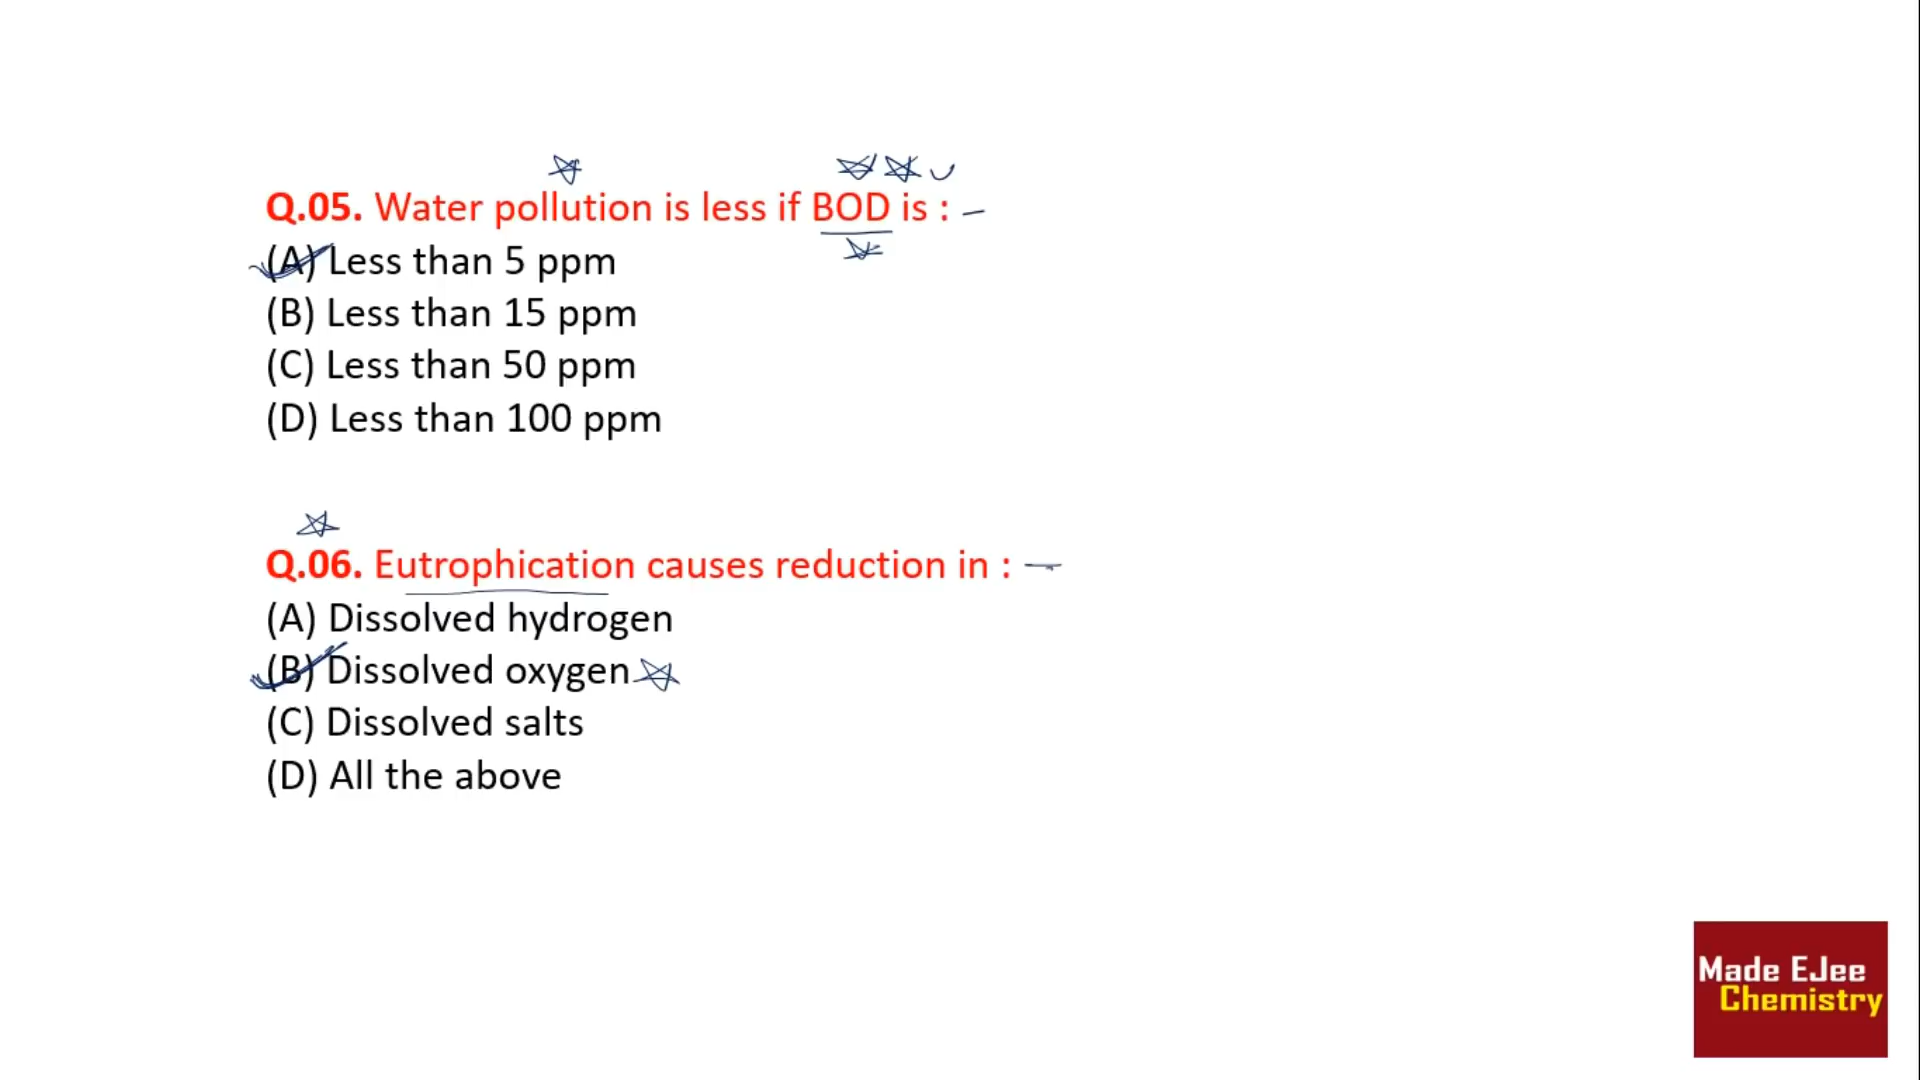 Q.05. Water pollution is less if BOD is : -
(A) Less than 5 ppm
(B) Less than 15 ppm
(C) Less than 50 ppm
(D) Less than 100 ppm
Q.06. Eutrophication causes reduction in : -
(A) Dissolved hydrogen
(B) Dissolved oxygen
(C) Dissolved salts
(D) All the above
Made EJee
Chemistry